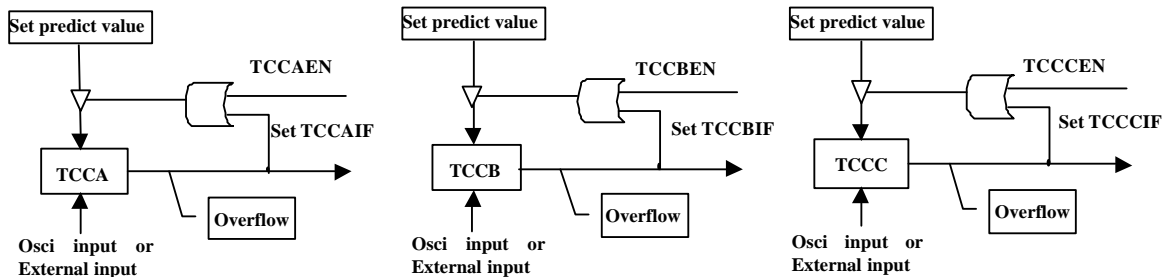 Set predict value
TCCAEN
Set TCCAIF
TCCA
Overflow
Osci input or
External input
Set predict value
TCCBEN
Set TCCBIF
TCCB
Overflow
Osci input or
External input
Set predict value
TCCCEN
Set TCCCIF
TCCC
Overflow
Osci input or
External input